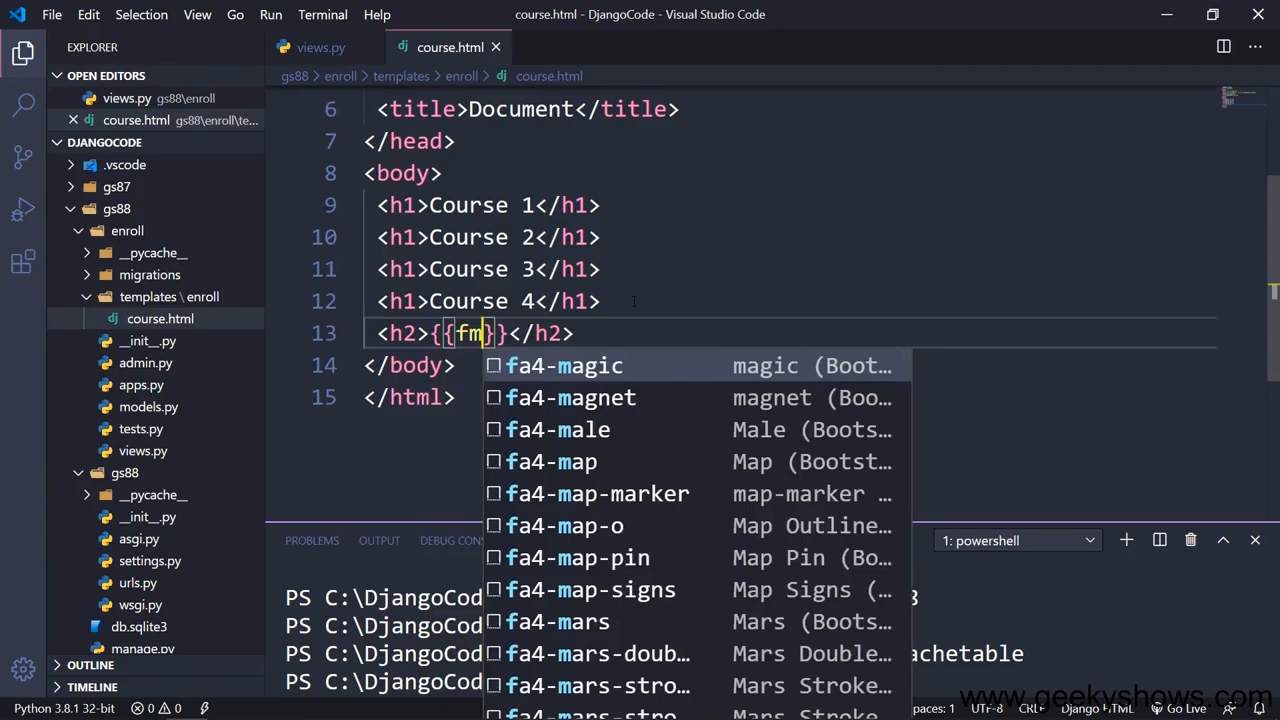 File Edit Selection View Go Run Terminal Help course.html - DjangoCode - Visual Studio Code
EXPLORER
OPEN EDITORS
views.py gs88\enroll
course.html gs88\enroll\te...
DJANGOCODE
.vscode
gs87
gs88
enroll
__pycache__
migrations
templates \ enroll
course.html
__init__.py
admin.py
apps.py
models.py
tests.py
views.py
gs88
__pycache__
__init__.py
asgi.py
settings.py
urls.py
wsgi.py
db.sqlite3
manage.py
OUTLINE
TIMELINE
views.py course.html
gs88 > enroll > templates > enroll > course.html
6 <title>Document</title>
7 </head>
8 <body>
9 <h1>Course 1</h1>
10 <h1>Course 2</h1>
11 <h1>Course 3</h1>
12 <h1>Course 4</h1>
13 <h2>{{fm}}</h2>
14 </body>
15 </html>
fa4-magic magic (Boot...
fa4-magnet magnet (Boo...
fa4-male Male (Boots...
fa4-map Map (Bootst...
fa4-map-marker map-marker ...
fa4-map-o Map Outline...
fa4-map-pin Map Pin (Bo...
fa4-map-signs Map Signs (...
fa4-mars Mars (Boots...
fa4-mars-doub... Mars Double...
fa4-mars-stro... Mars Stroke...
PROBLEMS OUTPUT DEBUG CONS 1: powershell
PS C:\DjangoCod
PS C:\DjangoCod
PS C:\DjangoCod achetable
PS C:\DjangoCod
www.geekyshows.com
Python 3.8.1 32-bit 0 0 paces: 1 UTF-8 CRLF Django HTML Go Live